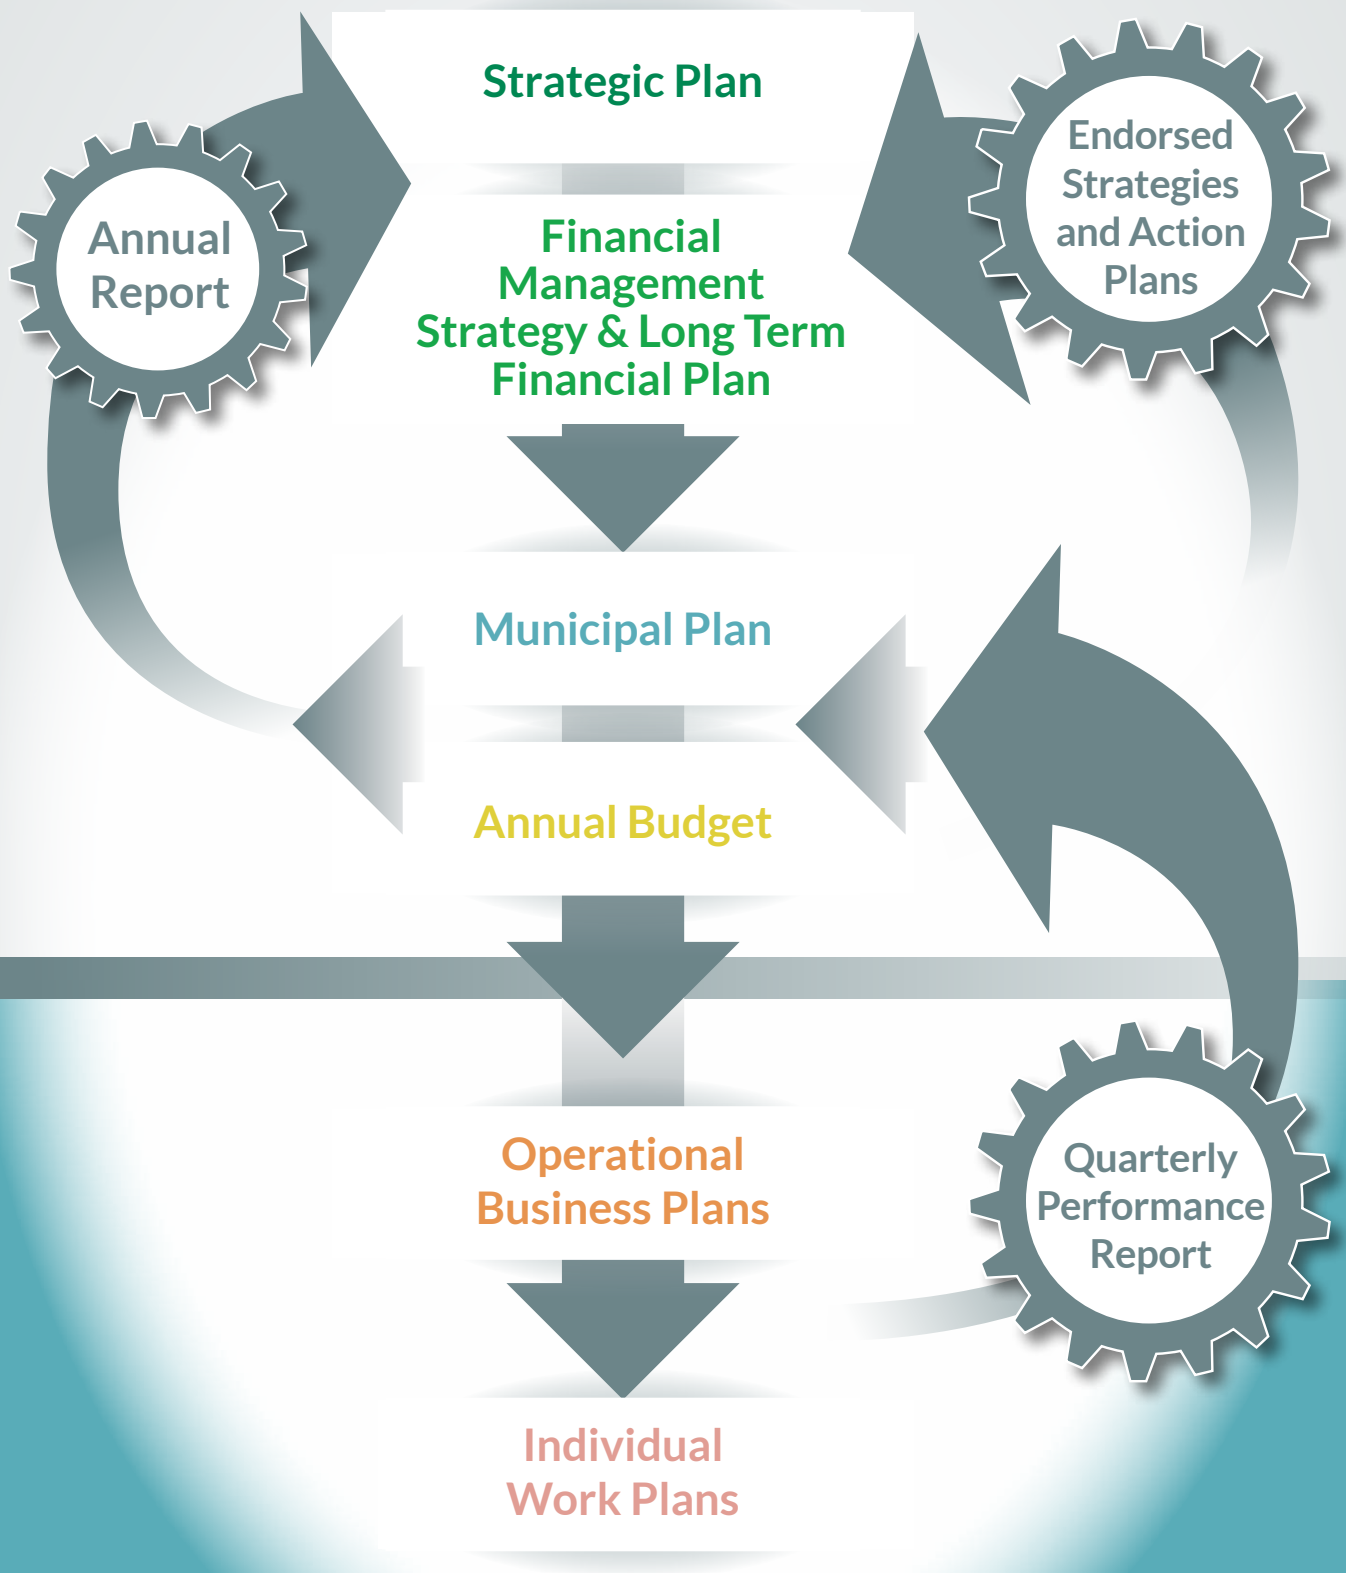 Strategic Plan
Endorsed
Strategies
and Action
Plans
Annual
Report
Financial
Management
Strategy & Long Term
Financial Plan
Municipal Plan
Annual Budget
Operational
Business Plans
Quarterly
Performance
Report
Individual
Work Plans